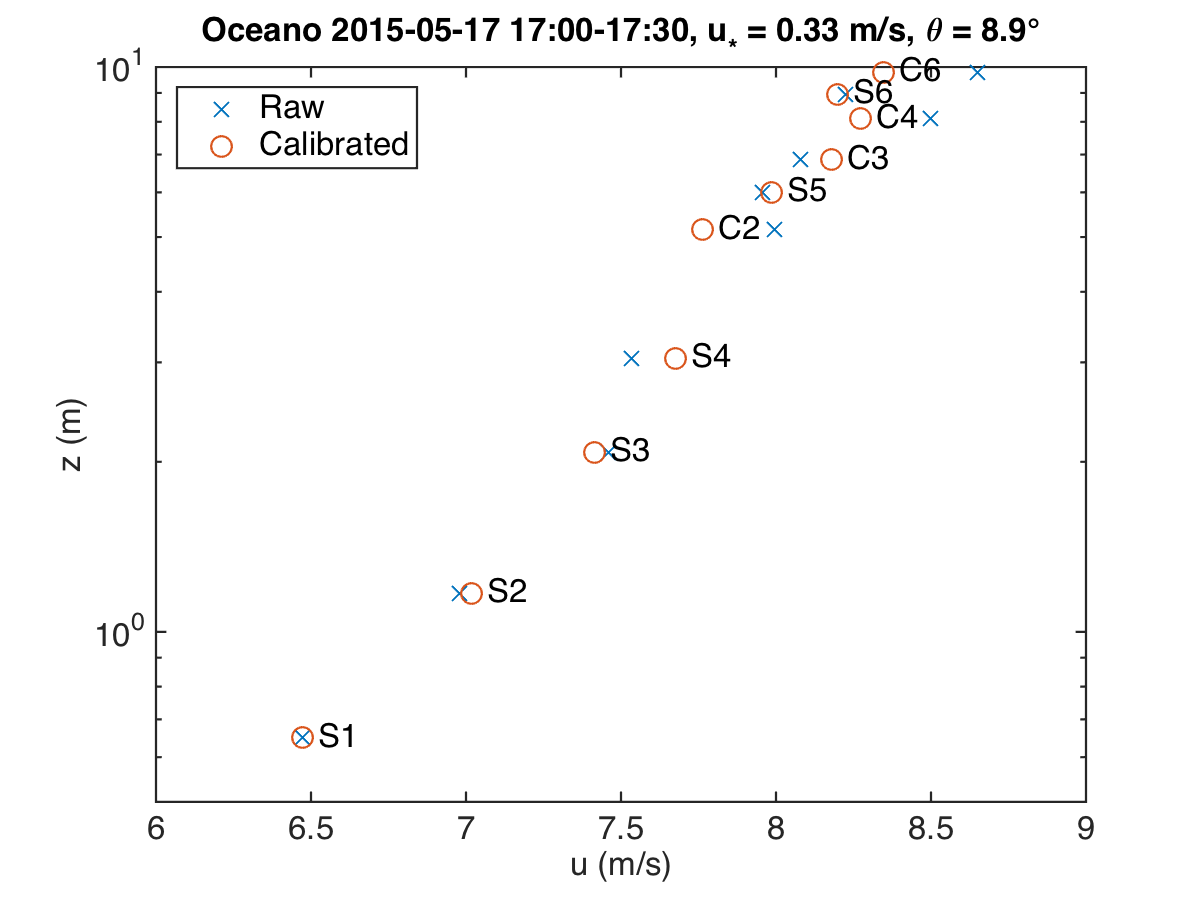 Oceano 2015-05-17 17:00-17:30, u* = 0.33 m/s, θ = 8.9°
10^1
Raw
Calibrated
C6
S6
C4
C3
S5
C2
S4
S3
z (m)
S2
10^0
S1
6 6.5 7 7.5 8 8.5 9
u (m/s)